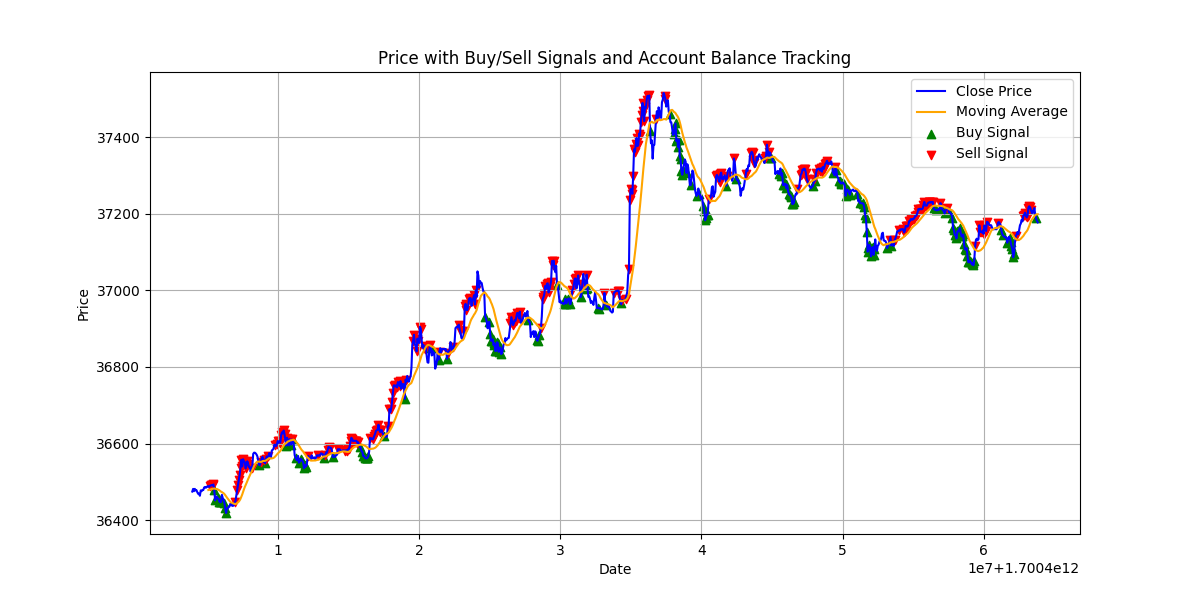 Price with Buy/Sell Signals and Account Balance Tracking
Close Price
Moving Average
Buy Signal
Sell Signal
Price
37400
37200
37000
36800
36600
36400
1 2 3 4 5 6
1e7+1.7004e12
Date